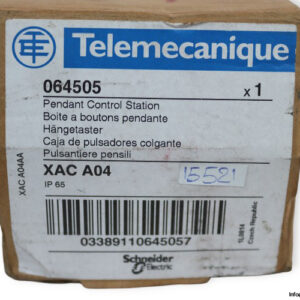 Telemecanique
064505 x 1
Pendant Control Station
Boite a boutons pendante
Hängetaster
Caja de pulsadores colgante
Pulsantiere pensili
XAC A04
15521
IP 65
XAC A04AA
03389110645057
Schneider
Electric
Czech Republic